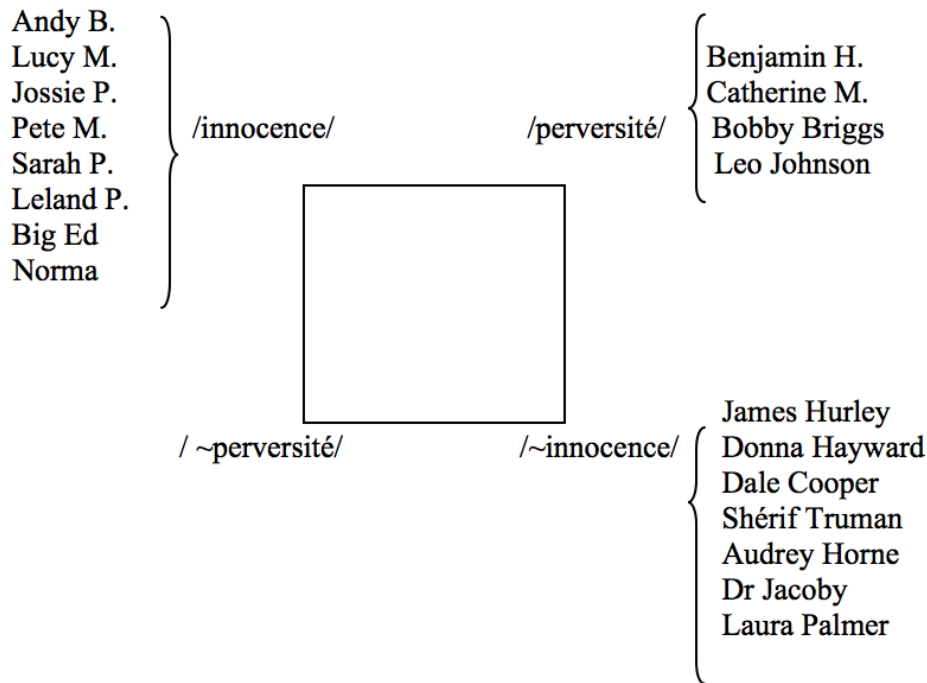 Andy B.
Lucy M.
Jossie P.
Pete M.
Sarah P.
Leland P.
Big Ed
Norma
/innocence/
/perversité/
Benjamin H.
Catherine M.
Bobby Briggs
Leo Johnson
/ ~perversité/
/~innocence/
James Hurley
Donna Hayward
Dale Cooper
Shérif Truman
Audrey Horne
Dr Jacoby
Laura Palmer